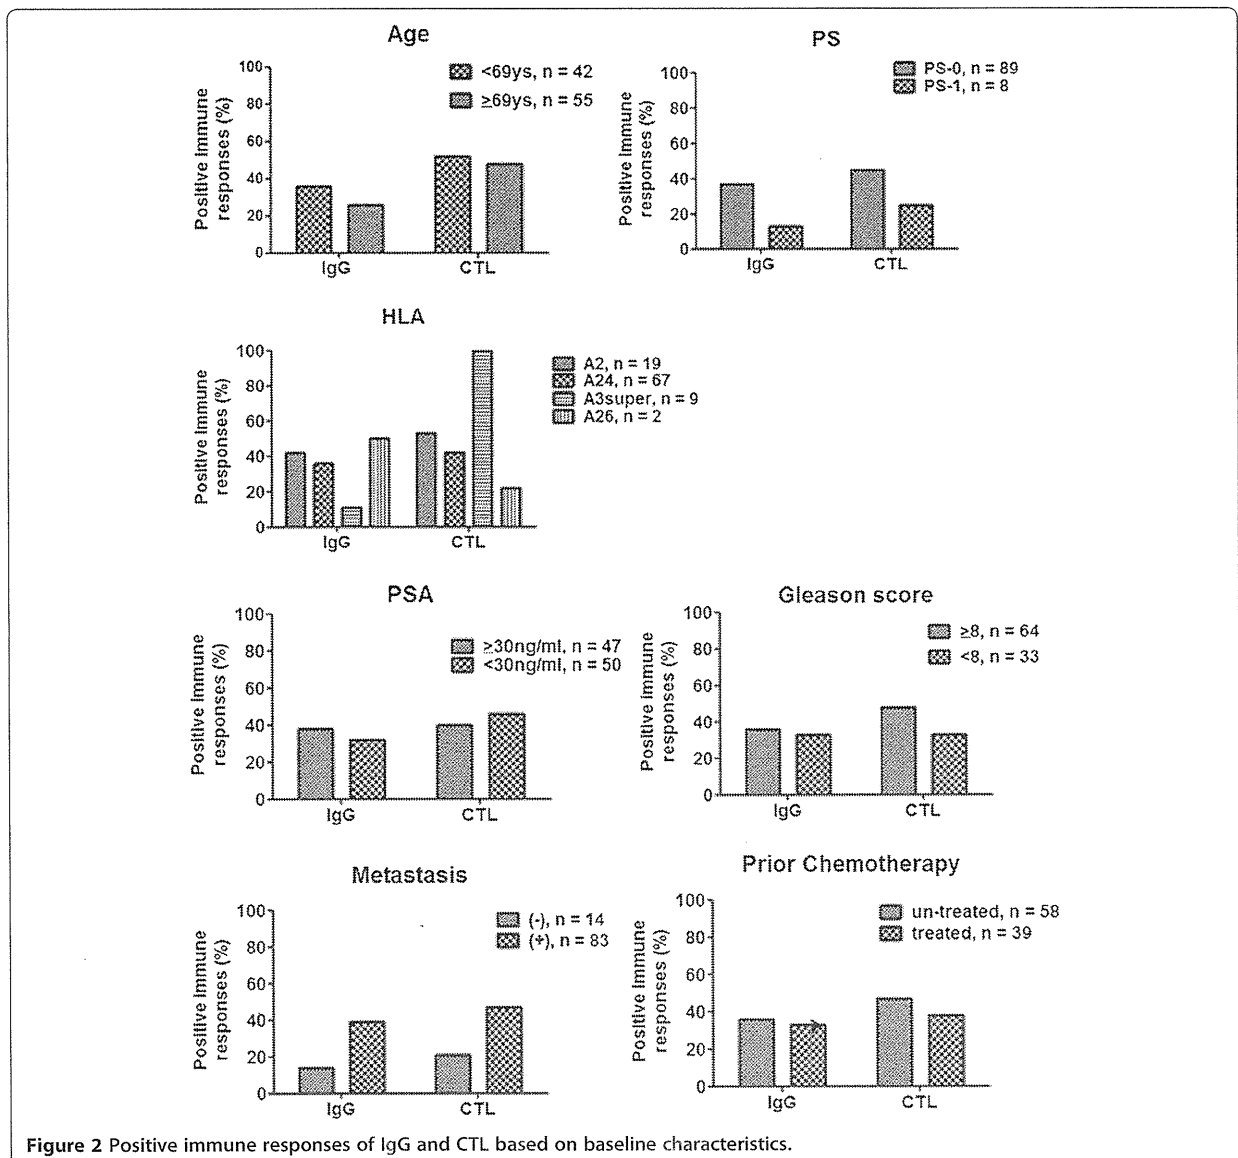 Age
Positive Immune
responses (%)
100
80
60
40
20
0
<69ys, n = 42
≥69ys, n = 55
IgG
CTL
PS
Positive Immune
responses (%)
100
80
60
40
20
0
PS-0, n = 89
PS-1, n = 8
IgG
CTL
HLA
Positive Immune
responses (%)
100
80
60
40
20
0
A2, n = 19
A24, n = 67
A3super, n = 9
A26, n = 2
IgG
CTL
PSA
Positive Immune
responses (%)
100
80
60
40
20
0
≥30ng/ml, n = 47
<30ng/ml, n = 50
IgG
CTL
Gleason score
Positive Immune
responses (%)
100
80
60
40
20
0
≥8, n = 64
<8, n = 33
IgG
CTL
Metastasis
Positive Immune
responses (%)
100
80
60
40
20
0
(-), n = 14
(+), n = 83
IgG
CTL
Prior Chemotherapy
Positive Immune
responses (%)
100
80
60
40
20
0
un-treated, n = 58
treated, n = 39
IgG
CTL
Figure 2 Positive immune responses of IgG and CTL based on baseline characteristics.